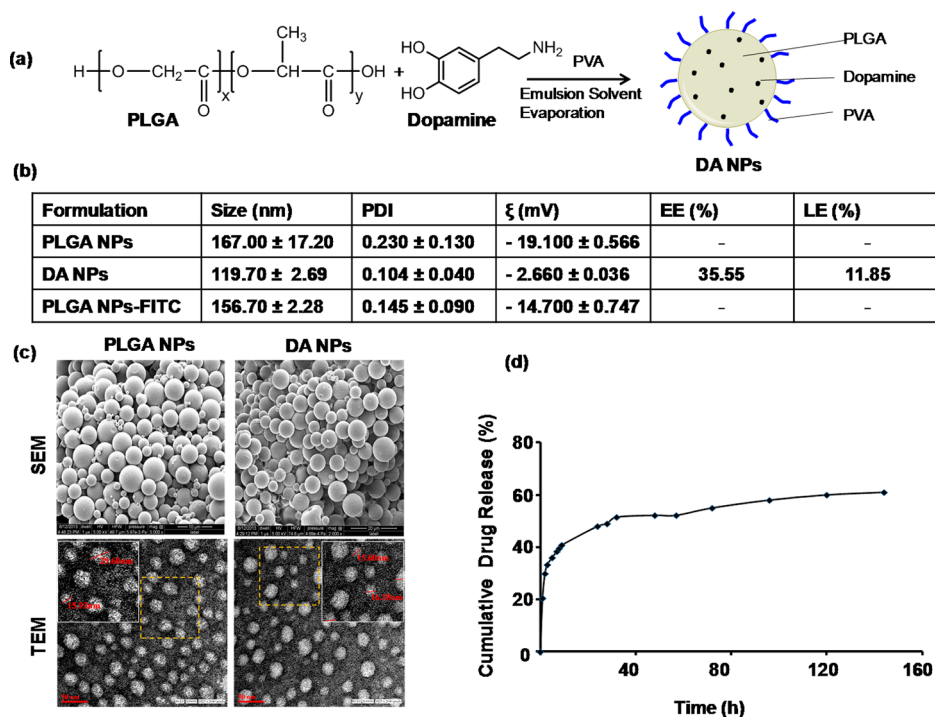 (a)
H
O
CH2
C
O
x
O
CH3
C
O
OH
y
+
PLGA
HO
HO
NH2
Dopamine
PVA
Emulsion Solvent
Evaporation
PLGA
Dopamine
PVA
DA NPs
(b)
Formulation Size (nm) PDI ξ (mV) EE (%) LE (%)
PLGA NPs 167.00 ± 17.20 0.230 ± 0.130 - 19.100 ± 0.566 – –
DA NPs 119.70 ± 2.69 0.104 ± 0.040 - 2.660 ± 0.036 35.55 11.85
PLGA NPs-FITC 156.70 ± 2.28 0.145 ± 0.090 - 14.700 ± 0.747 – –
(c)
PLGA NPs DA NPs
SEM
TEM
(d)
Cumulative Drug Release (%)
80
60
40
20
0
0 40 80 120 160
Time (h)